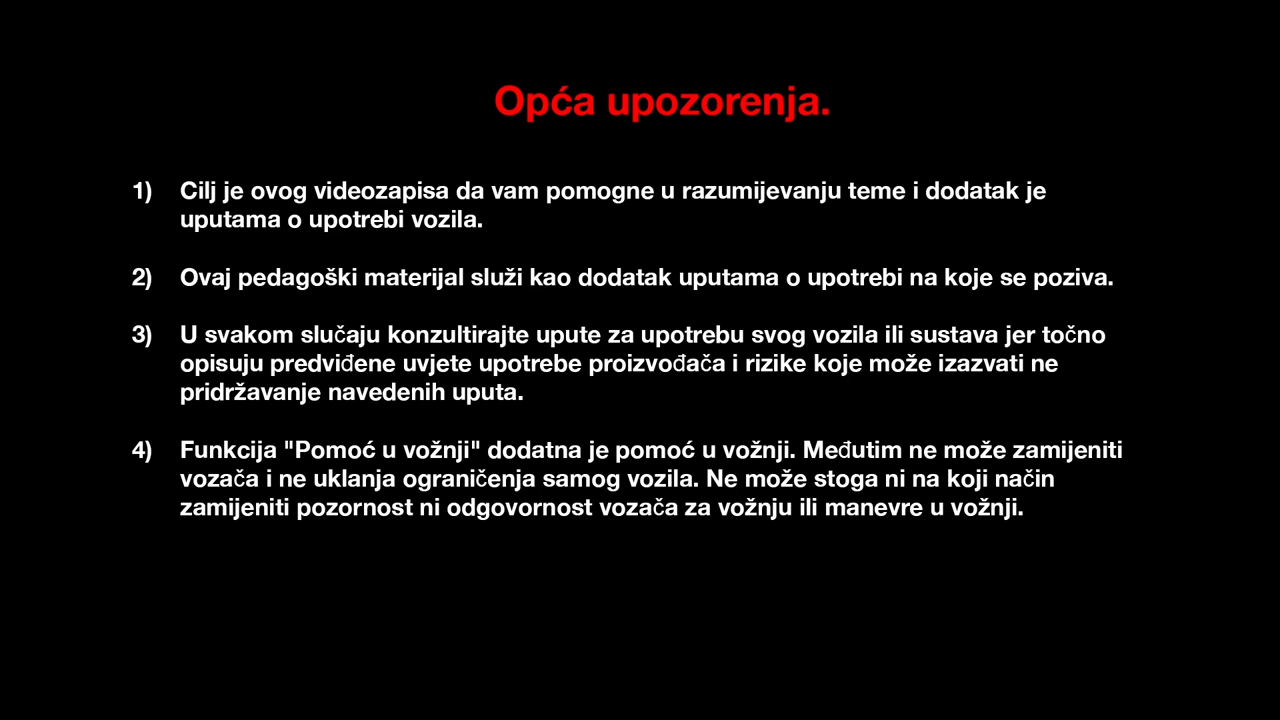 Opća upozorenja.
1) Cilj je ovog videozapisa da vam pomogne u razumijevanju teme i dodatak je
uputama o upotrebi vozila.
2) Ovaj pedagoški materijal služi kao dodatak uputama o upotrebi na koje se poziva.
3) U svakom slučaju konzultirajte upute za upotrebu svog vozila ili sustava jer točno
opisuju predviđene uvjete upotrebe proizvođača i rizike koje može izazvati ne
pridržavanje navedenih uputa.
4) Funkcija "Pomoć u vožnji" dodatna je pomoć u vožnji. Međutim ne može zamijeniti
vozača i ne uklanja ograničenja samog vozila. Ne može stoga ni na koji način
zamijeniti pozornost ni odgovornost vozača za vožnju ili manevre u vožnji.